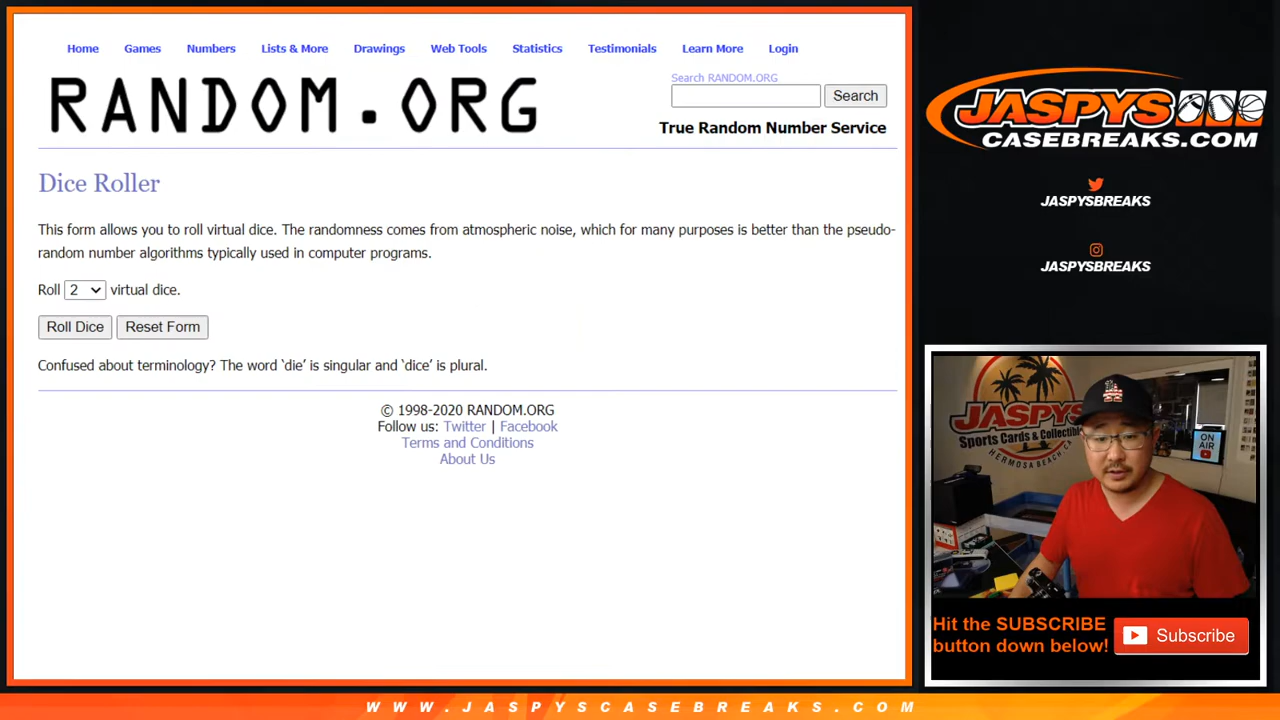 Home Games Numbers Lists & More Drawings Web Tools Statistics Testimonials Learn More Login
RANDOM.ORG
Search RANDOM.ORG
Search
True Random Number Service
Dice Roller
This form allows you to roll virtual dice. The randomness comes from atmospheric noise, which for many purposes is better than the pseudo-
random number algorithms typically used in computer programs.
Roll 2 virtual dice.
Roll Dice Reset Form
Confused about terminology? The word ‘die’ is singular and ‘dice’ is plural.
© 1998-2020 RANDOM.ORG
Follow us: Twitter | Facebook
Terms and Conditions
About Us
JASPYS
CASEBREAKS.COM
JASPYSBREAKS
JASPYSBREAKS
JASPYS
Sports Cards & Collectibl
HERMOSA BEACH CA
ON
AIR
Hit the SUBSCRIBE
button down below!
Subscribe
WWW.JASPYSCASEBREAKS.COM